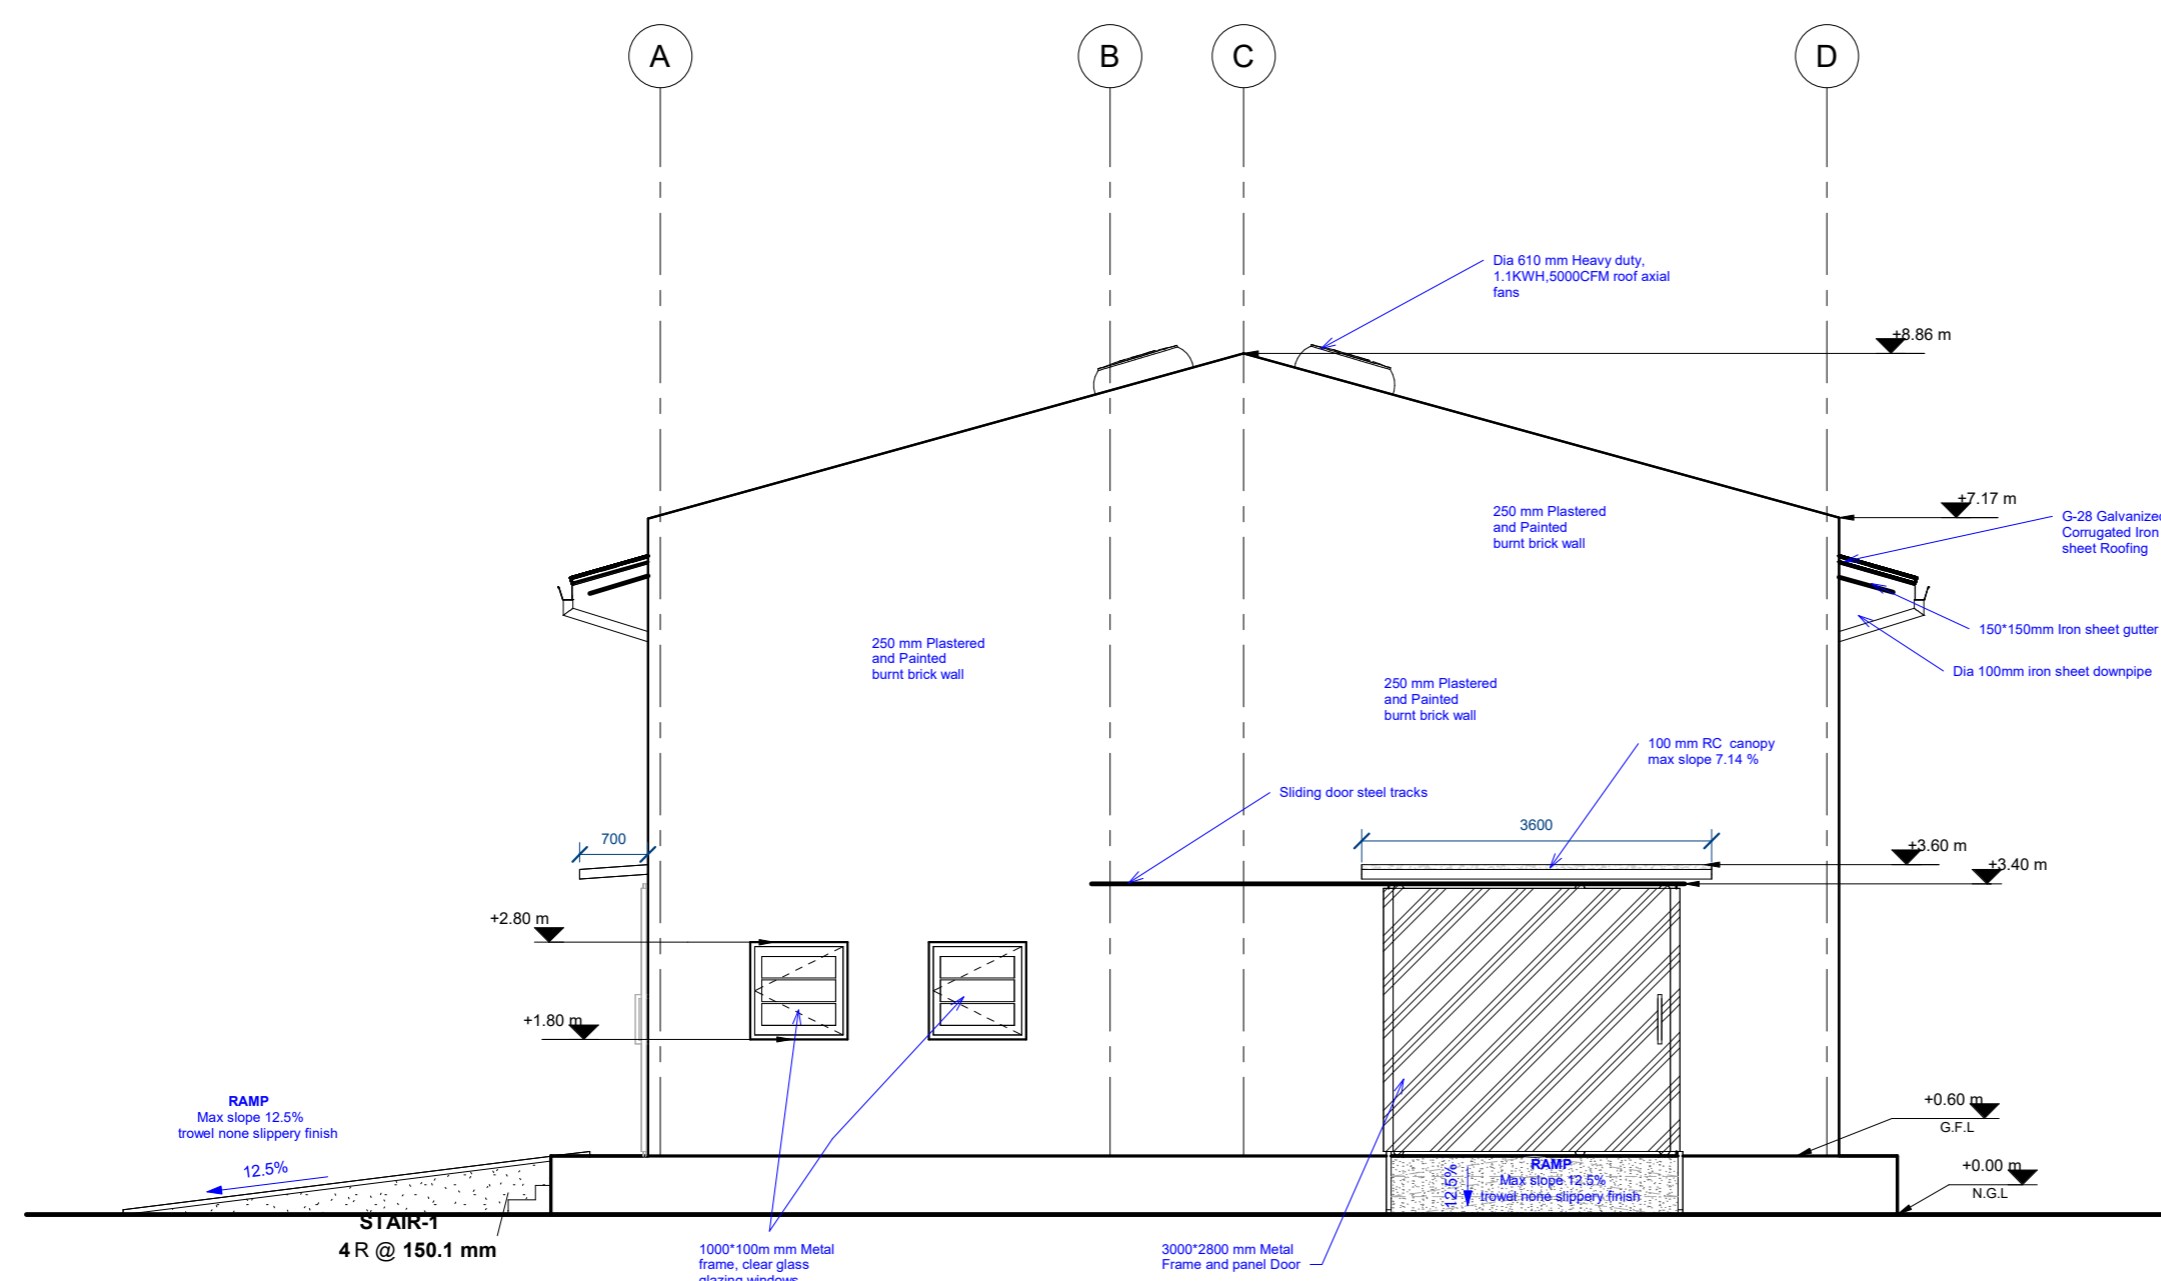 A
B
C
D
Dia 610 mm Heavy duty,
1.1KWH,5000CFM roof axial
fans
+8.86 m
+7.17 m
250 mm Plastered
and Painted
burnt brick wall
G-28 Galvanized
Corrugated Iron
sheet Roofing
150*150mm Iron sheet gutter
Dia 100mm iron sheet downpipe
250 mm Plastered
and Painted
burnt brick wall
250 mm Plastered
and Painted
burnt brick wall
100 mm RC canopy
max slope 7.14 %
Sliding door steel tracks
700
3600
+3.60 m
+3.40 m
+2.80 m
+1.80 m
RAMP
Max slope 12.5%
trowel none slippery finish
12.5%
+0.60 m
G.F.L
+0.00 m
N.G.L
RAMP
Max slope 12.5%
trowel none slippery finish
12.5%
STAIR-1
4 R @ 150.1 mm
1000*100m mm Metal
frame, clear glass
glazing windows
3000*2800 mm Metal
Frame and panel Door